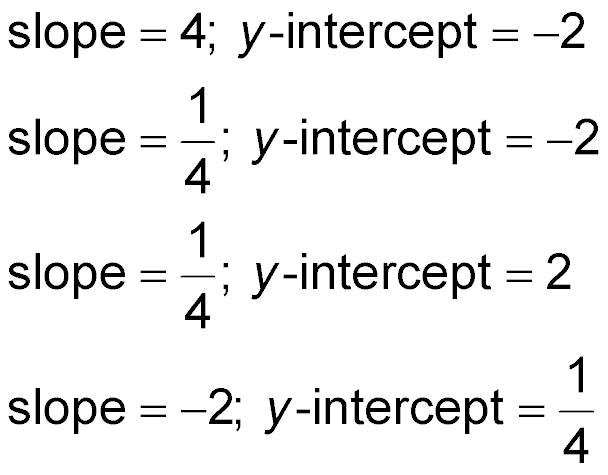 slope = 4; y-intercept = –2
slope = 1/4; y-intercept = –2
slope = 1/4; y-intercept = 2
slope = –2; y-intercept = 1/4